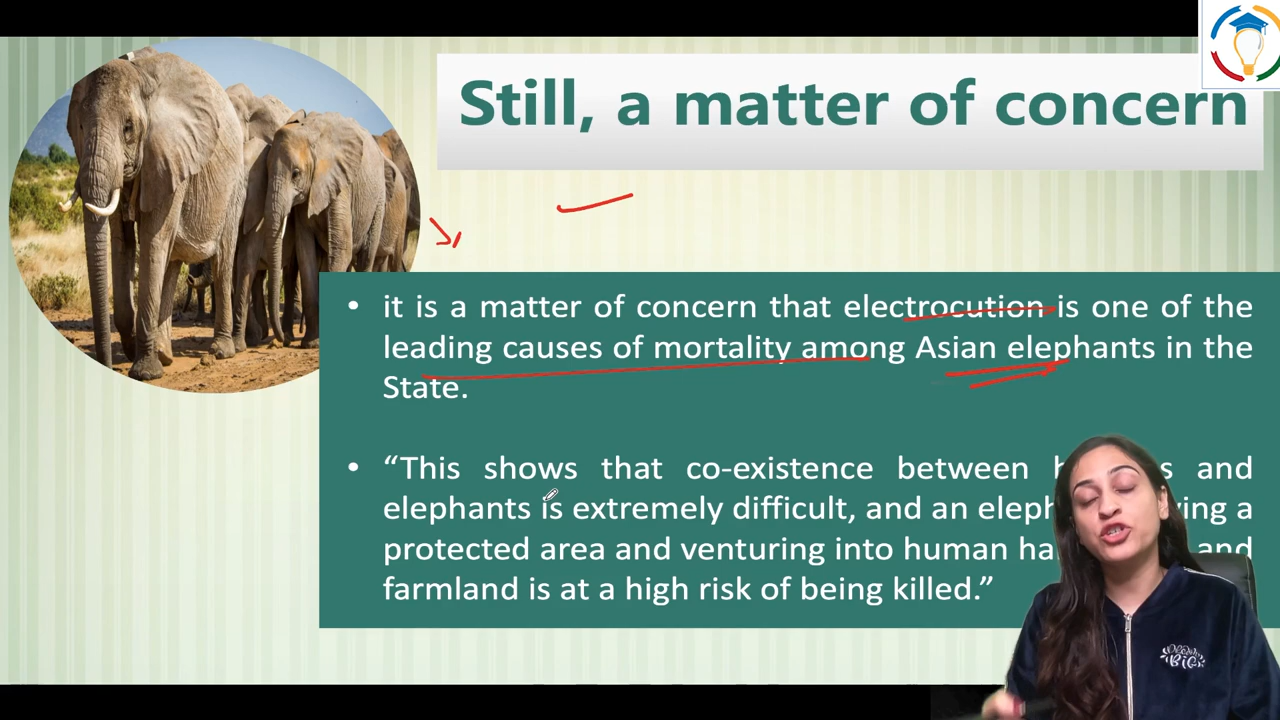 Still, a matter of concern
• it is a matter of concern that electrocution is one of the
leading causes of mortality among Asian elephants in the
State.
• “This shows that co-existence between and
elephants is extremely difficult, and an a
protected area and venturing into human and
farmland is at a high risk of being killed.”
BIG